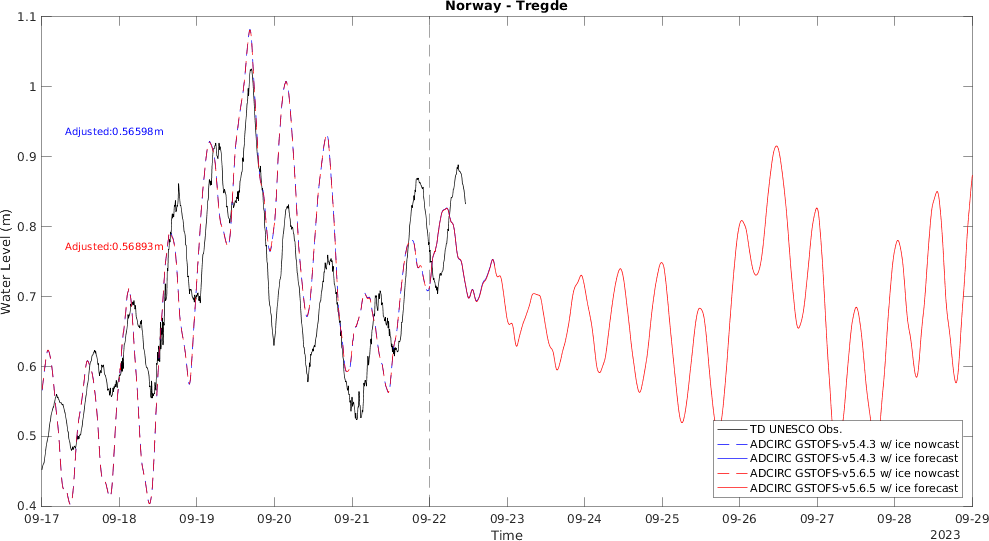 Norway - Tregde
1.1
1
0.9
0.8
0.7
0.6
0.5
0.4
Water Level (m)
Adjusted:0.56598m
Adjusted:0.56893m
TD UNESCO Obs.
ADCIRC GSTOFS-v5.4.3 w/ ice nowcast
ADCIRC GSTOFS-v5.4.3 w/ ice forecast
ADCIRC GSTOFS-v5.6.5 w/ ice nowcast
ADCIRC GSTOFS-v5.6.5 w/ ice forecast
09-17 09-18 09-19 09-20 09-21 09-22 09-23 09-24 09-25 09-26 09-27 09-28 09-29
Time
2023